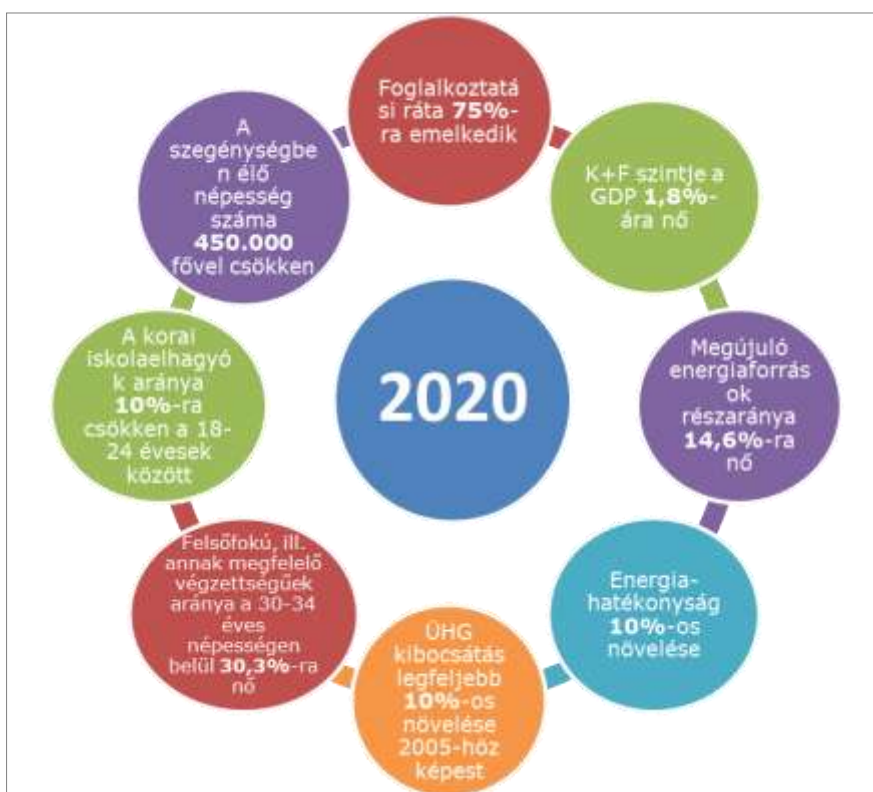 Foglalkoztatá
si ráta 75%-
ra emelkedik
K+F szintje a
GDP 1,8%-
ára nő
Megújuló
energiaforrás
ok
részaránya
14,6%-ra
nő
Energia-
hatékonyság
10%-os
növelése
ÜHG
kibocsátás
legfeljebb
10%-os
növelése
2005-höz
képest
Felsőfokú, ill.
annak megfelelő
végzettségűek
aránya a 30-34
éves
népességen
belül 30,3%-ra
nő
A korai
iskolaelhagyó
k aránya
10%-ra
csökken a 18-
24 évesek
között
A
szegénységbe
n élő
népesség
száma
450.000
fővel csökken
2020